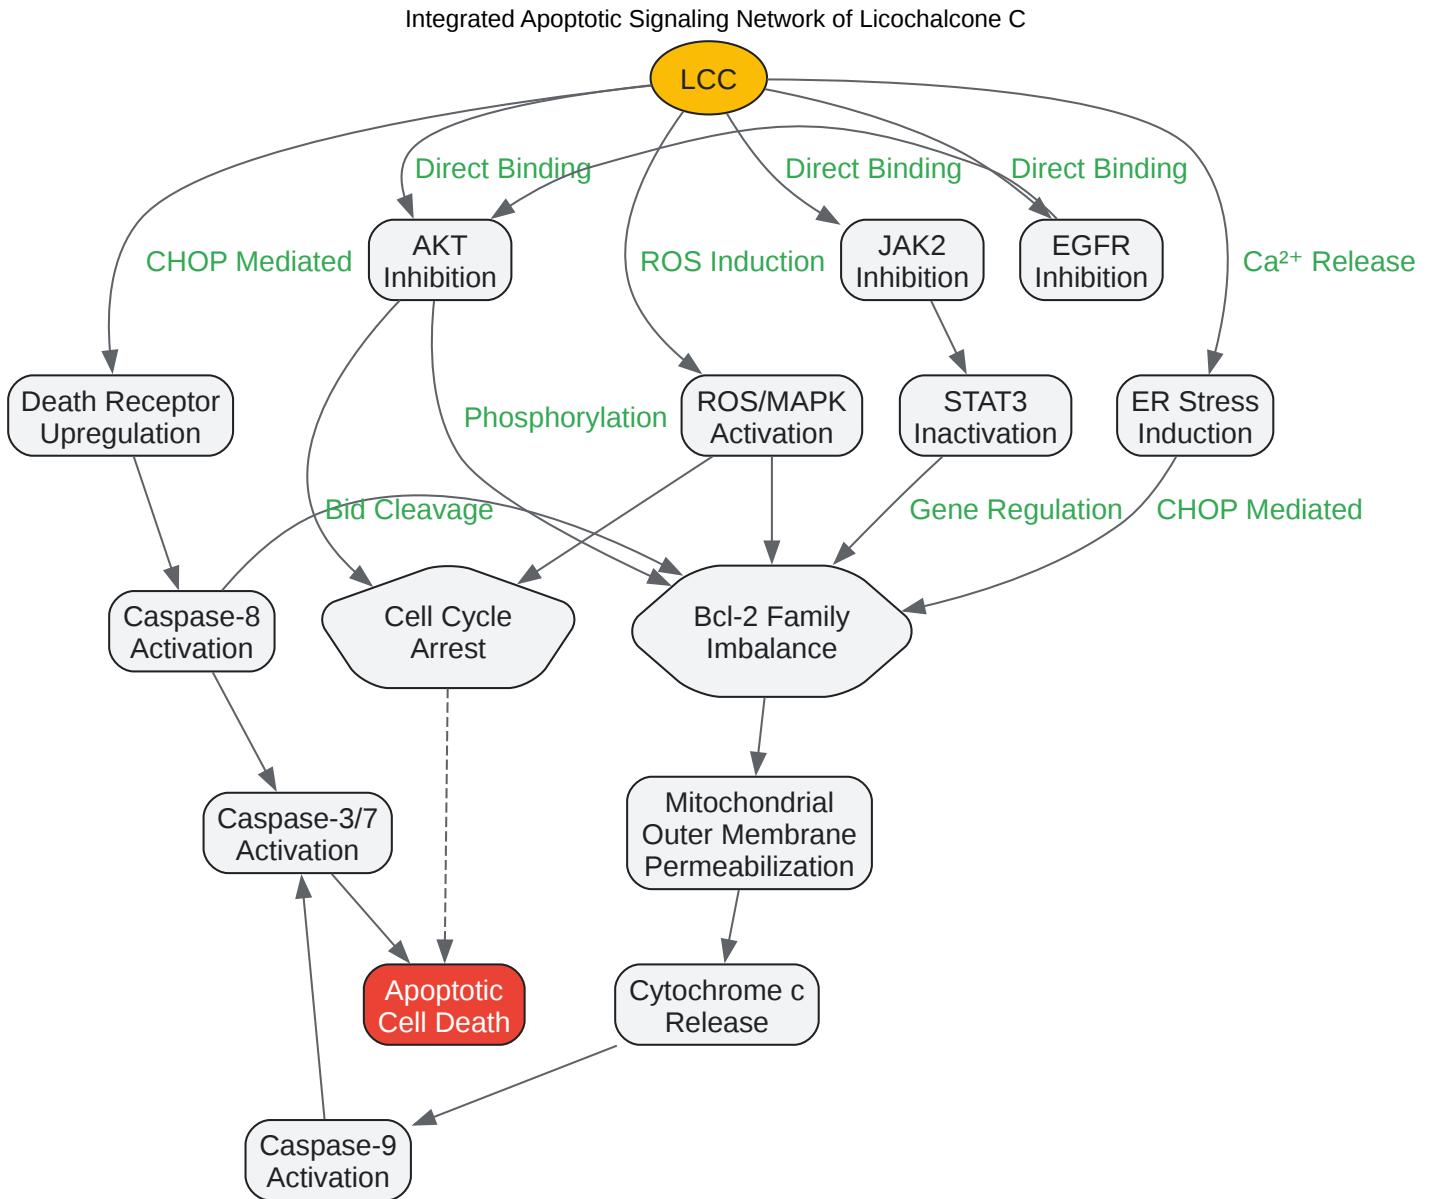 Integrated Apoptotic Signaling Network of Licochalcone C
LCC
Direct Binding
Direct Binding
Direct Binding
CHOP Mediated
AKT
Inhibition
ROS Induction
JAK2
Inhibition
EGFR
Inhibition
Ca²⁺ Release
Death Receptor
Upregulation
Phosphorylation
ROS/MAPK
Activation
STAT3
Inactivation
ER Stress
Induction
Bid Cleavage
Gene Regulation
CHOP Mediated
Caspase-8
Activation
Cell Cycle
Arrest
Bcl-2 Family
Imbalance
Caspase-3/7
Activation
Mitochondrial
Outer Membrane
Permeabilization
Apoptotic
Cell Death
Cytochrome c
Release
Caspase-9
Activation